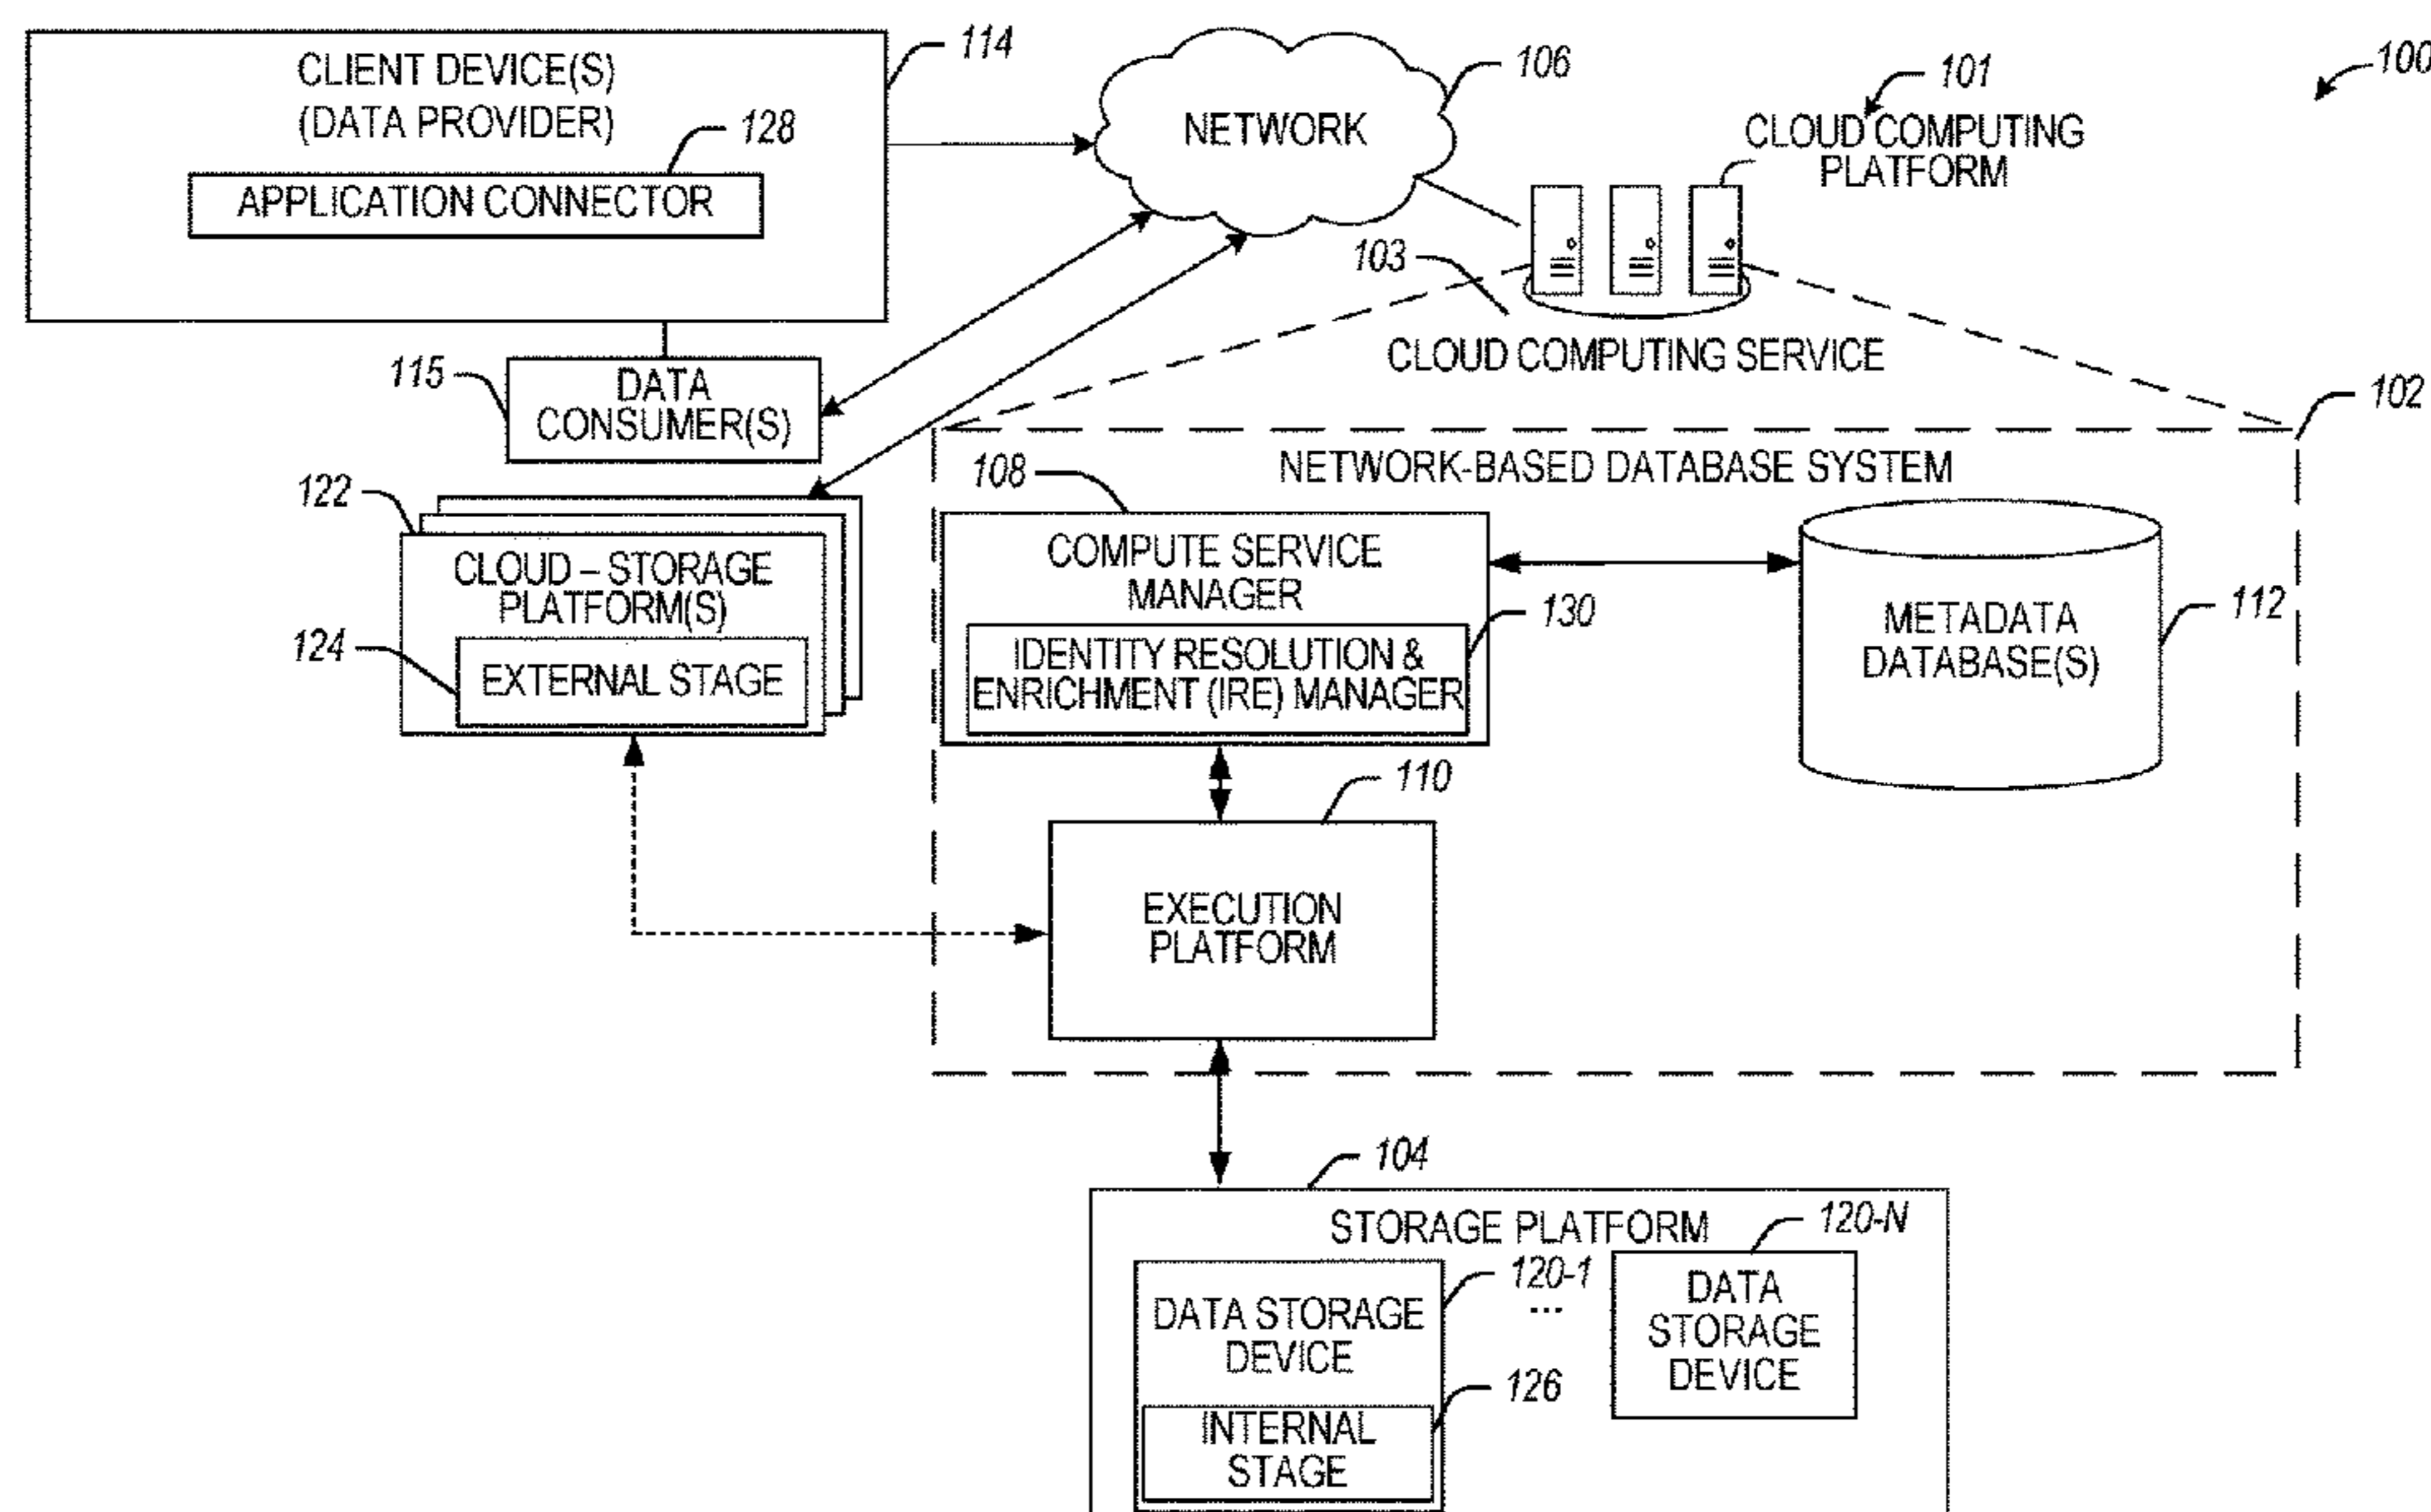 CLIENT DEVICE(S)
(DATA PROVIDER)
114
128
APPLICATION CONNECTOR
NETWORK
106
101
CLOUD COMPUTING
PLATFORM
100
103
CLOUD COMPUTING SERVICE
115
DATA
CONSUMER(S)
102
122
CLOUD – STORAGE
PLATFORM(S)
124
EXTERNAL STAGE
NETWORK-BASED DATABASE SYSTEM
108
COMPUTE SERVICE
MANAGER
130
IDENTITY RESOLUTION &
ENRICHMENT (IRE) MANAGER
METADATA
DATABASE(S)
112
110
EXECUTION
PLATFORM
104
STORAGE PLATFORM
120-1
DATA STORAGE
DEVICE
126
INTERNAL
STAGE
...
120-N
DATA
STORAGE
DEVICE